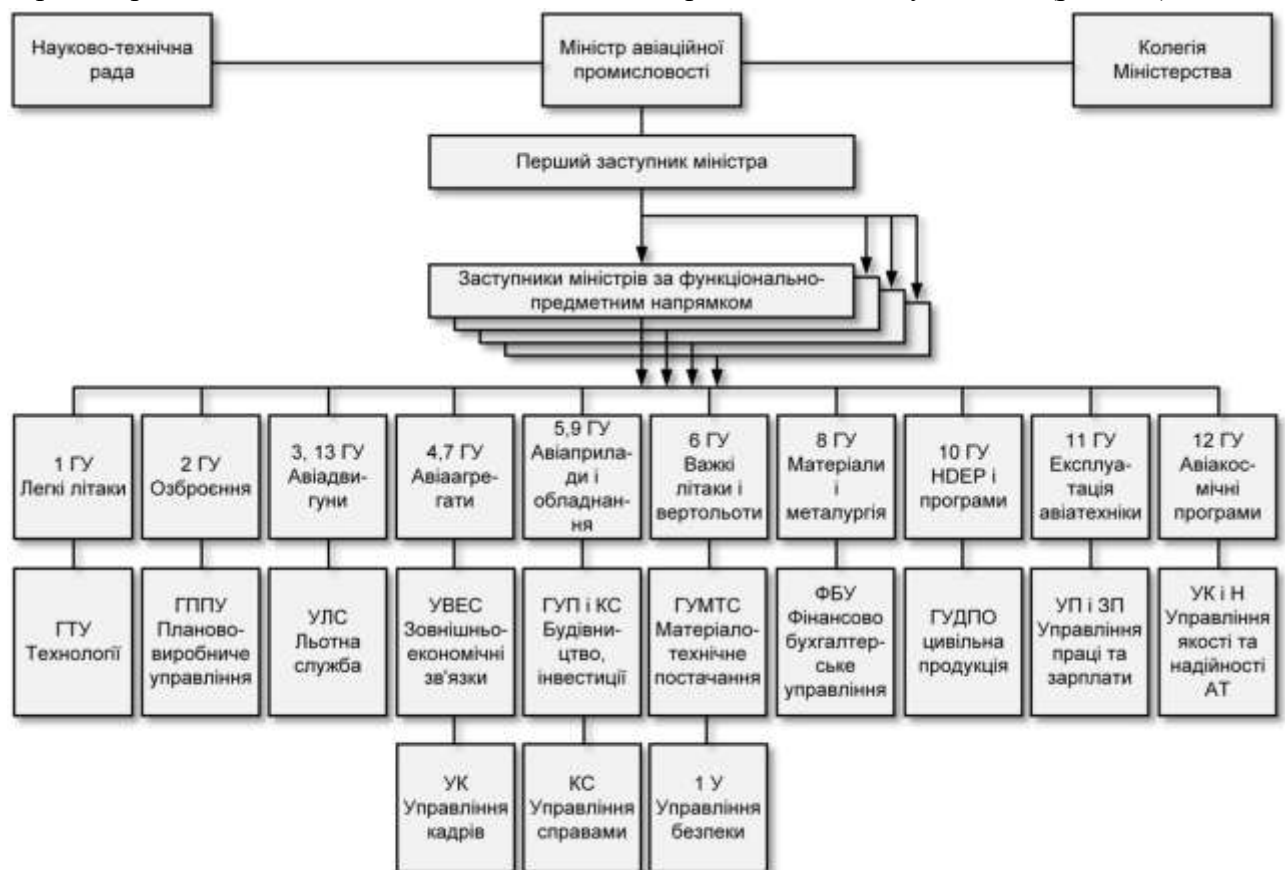 Науково-технічна
рада
Міністр авіаційної
промисловості
Колегія
Міністерства
Перший заступник міністра
Заступники міністрів за функціонально-
предметним напрямком
1 ГУ
Легкі літаки
2 ГУ
Озброєння
3, 13 ГУ
Авіадви-
гуни
4,7 ГУ
Авіаагре-
гати
5,9 ГУ
Авіаприла-
ди і
обладнан-
ня
6 ГУ
Важкі
літаки і
вертольоти
8 ГУ
Матеріали
і
металургія
10 ГУ
HDEP і
програми
11 ГУ
Експлуа-
тація
авіатехніки
12 ГУ
Авіакос-
мічні
програми
ГТУ
Технології
ГППУ
Планово-
виробниче
управління
УЛС
Льотна
служба
УВЕС
Зовнішньо-
економічні
зв'язки
ГУП і КС
Будівни-
цтво,
інвестиції
ГУМТС
Матеріало-
технічне
постачання
ФБУ
Фінансово
бухгалтер-
ське
управління
ГУДПО
цивільна
продукція
УП і ЗП
Управління
праці та
зарплати
УК і Н
Управління
якості та
надійності
АТ
УК
Управління
кадрів
КС
Управління
справами
1 У
Управління
безпеки